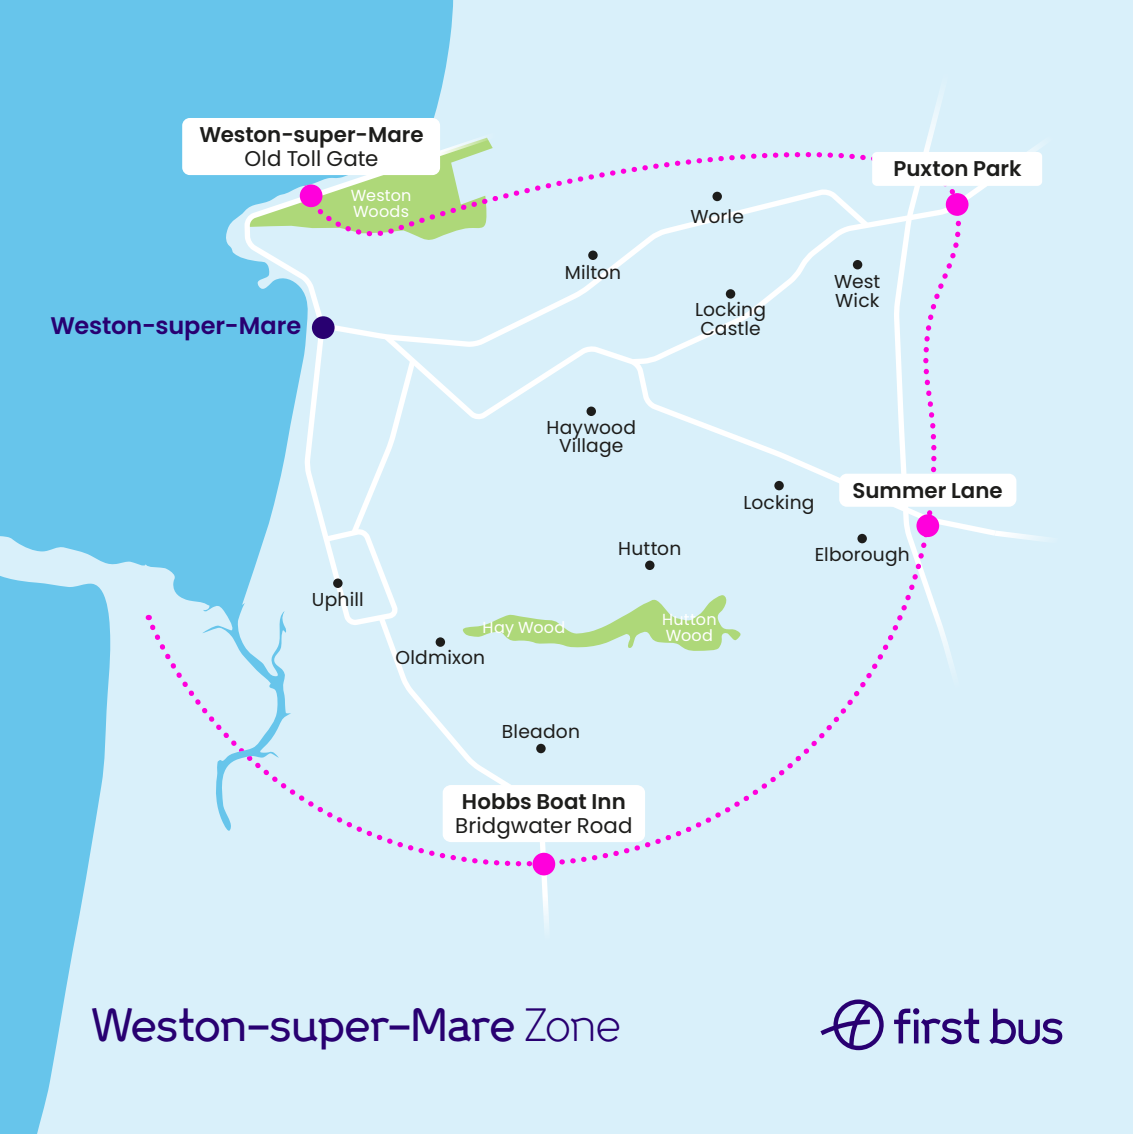 Weston-super-Mare
Old Toll Gate
Puxton Park
Weston
Woods
Worle
Milton
West
Wick
Locking
Castle
Weston-super-Mare
Haywood
Village
Summer Lane
Locking
Hutton
Elborough
Uphill
Hay Wood
Hutton
Wood
Oldmixon
Bleadon
Hobbs Boat Inn
Bridgwater Road
Weston-super-Mare Zone
first bus